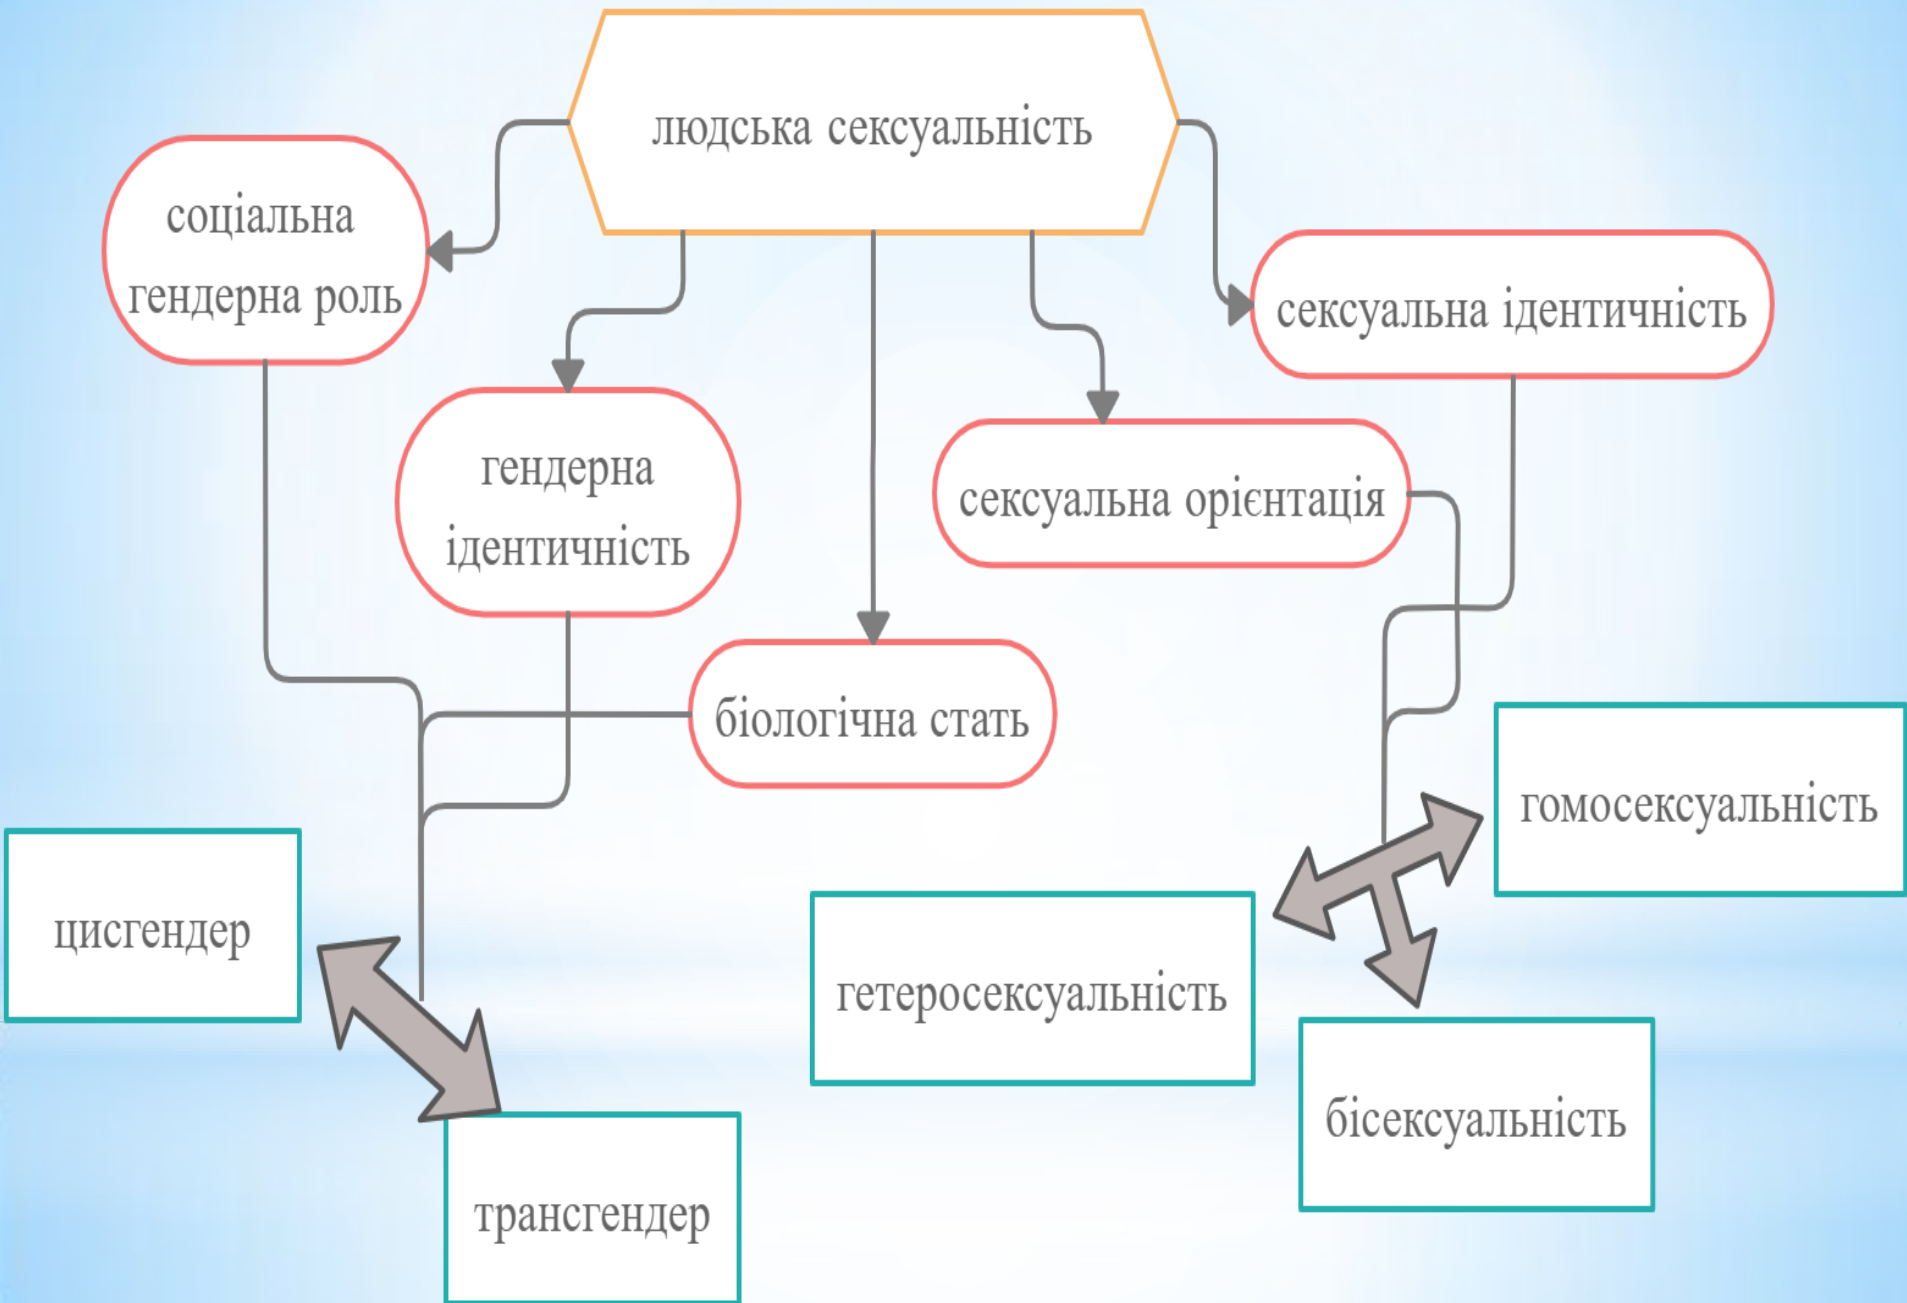 людська сексуальність
соціальна
гендерна роль
сексуальна ідентичність
гендерна
ідентичність
сексуальна орієнтація
біологічна стать
гомосексуальність
цисгендер
гетеросексуальність
бісексуальність
трансгендер